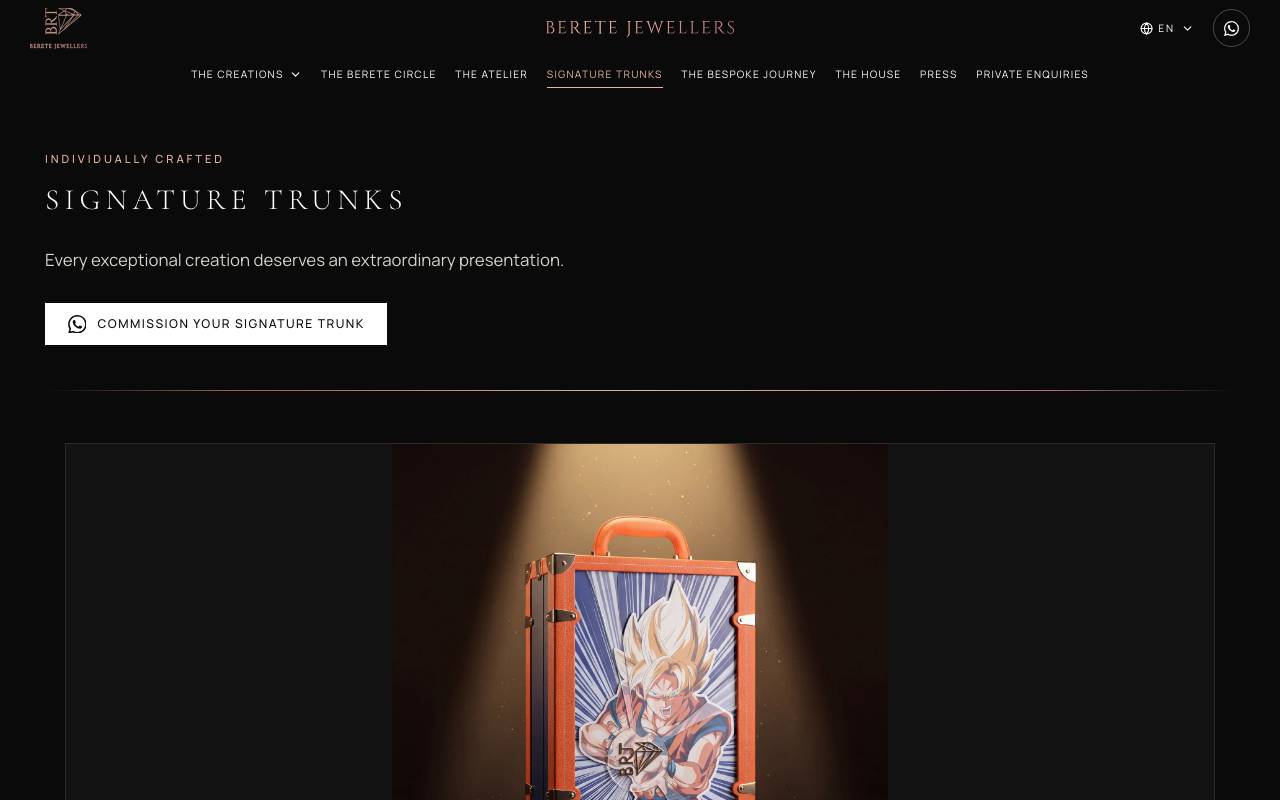 BRT
BERETE JEWELLERS
BERETE JEWELLERS
EN
THE CREATIONS
THE BERETE CIRCLE
THE ATELIER
SIGNATURE TRUNKS
THE BESPOKE JOURNEY
THE HOUSE
PRESS
PRIVATE ENQUIRIES
INDIVIDUALLY CRAFTED
SIGNATURE TRUNKS
Every exceptional creation deserves an extraordinary presentation.
COMMISSION YOUR SIGNATURE TRUNK
BRT